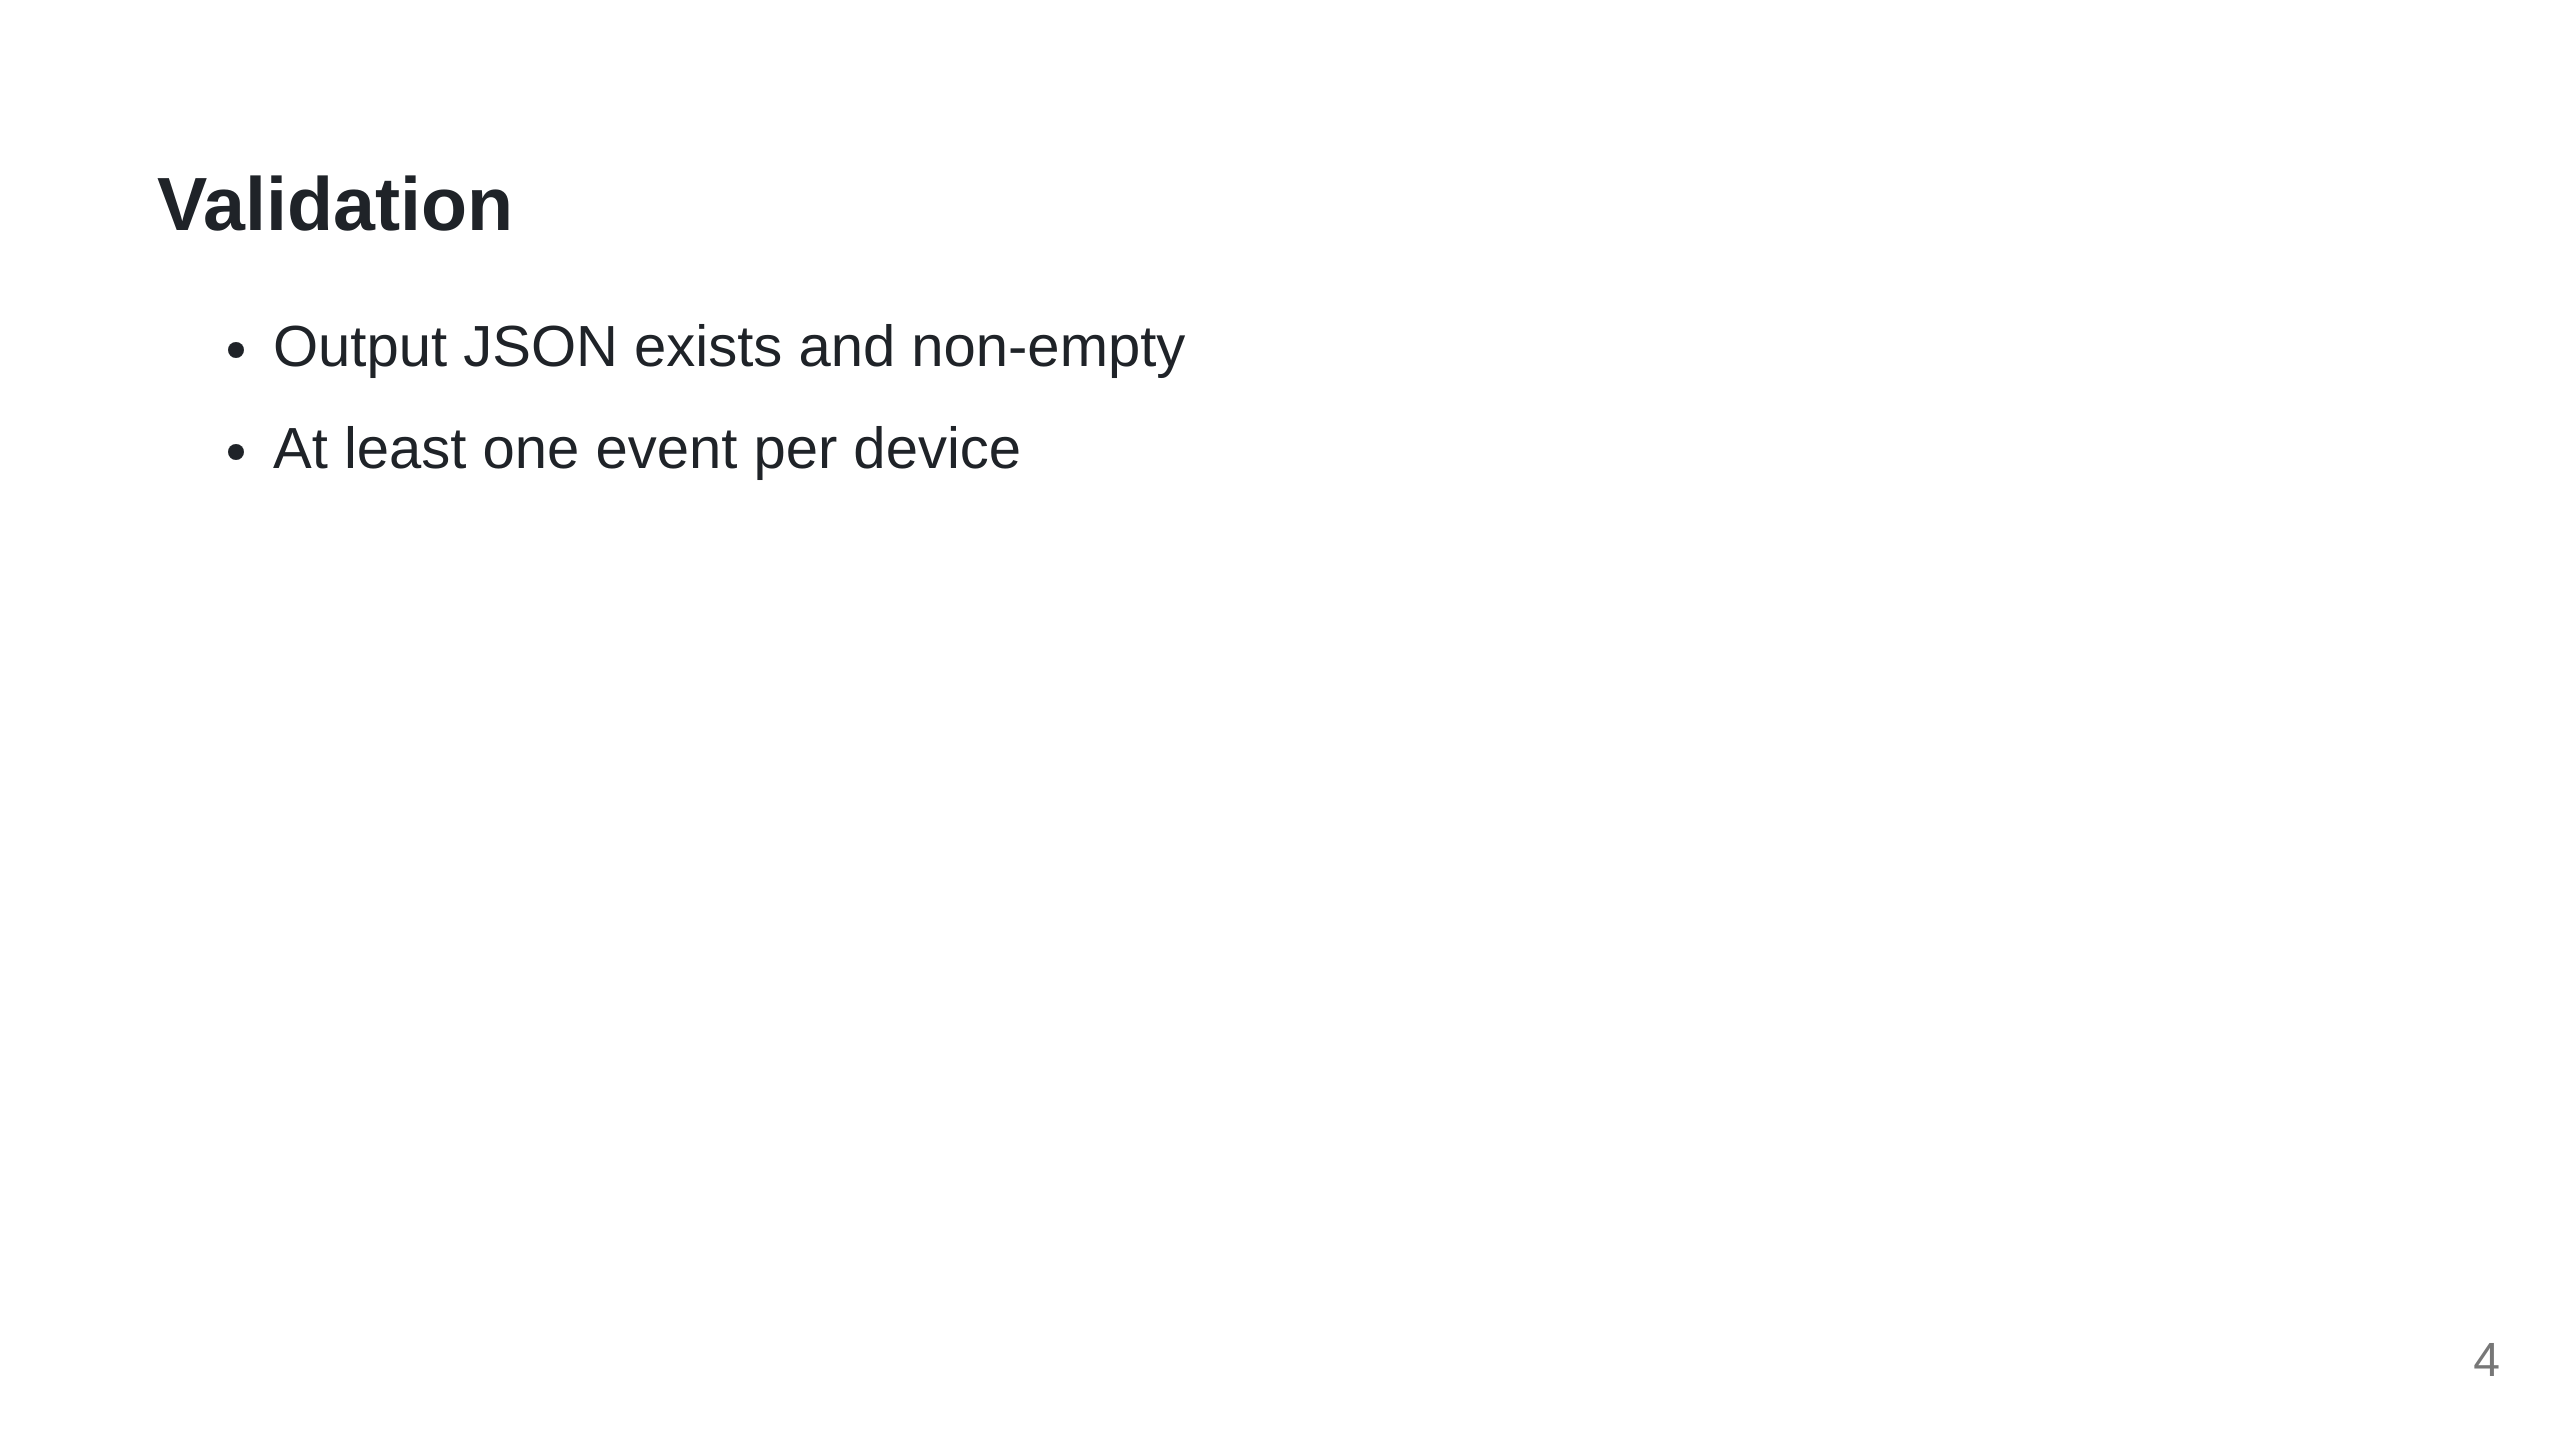 Validation
• Output JSON exists and non-empty
• At least one event per device
4